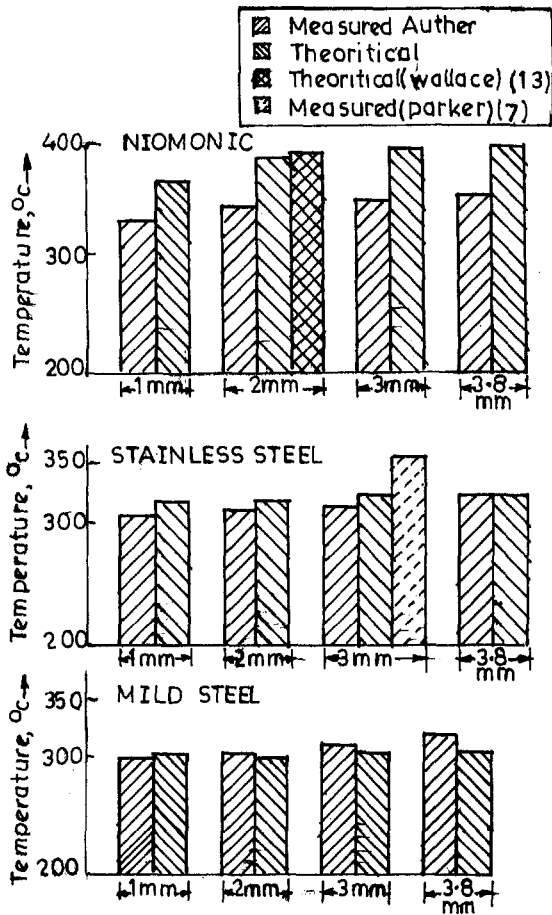 Measured Auther
Theoritical
Theoritical(wallace) (13)
Measured(parker)(7)
NIOMONIC
Temperature, °C→
400
300
200
1mm
2mm
3mm
3.8
mm
STAINLESS STEEL
Temperature, °C→
350
300
200
1mm
2mm
3mm
3.8
mm
MILD STEEL
Temperature, °C→
350
300
200
1mm
2mm
3mm
3.8
mm